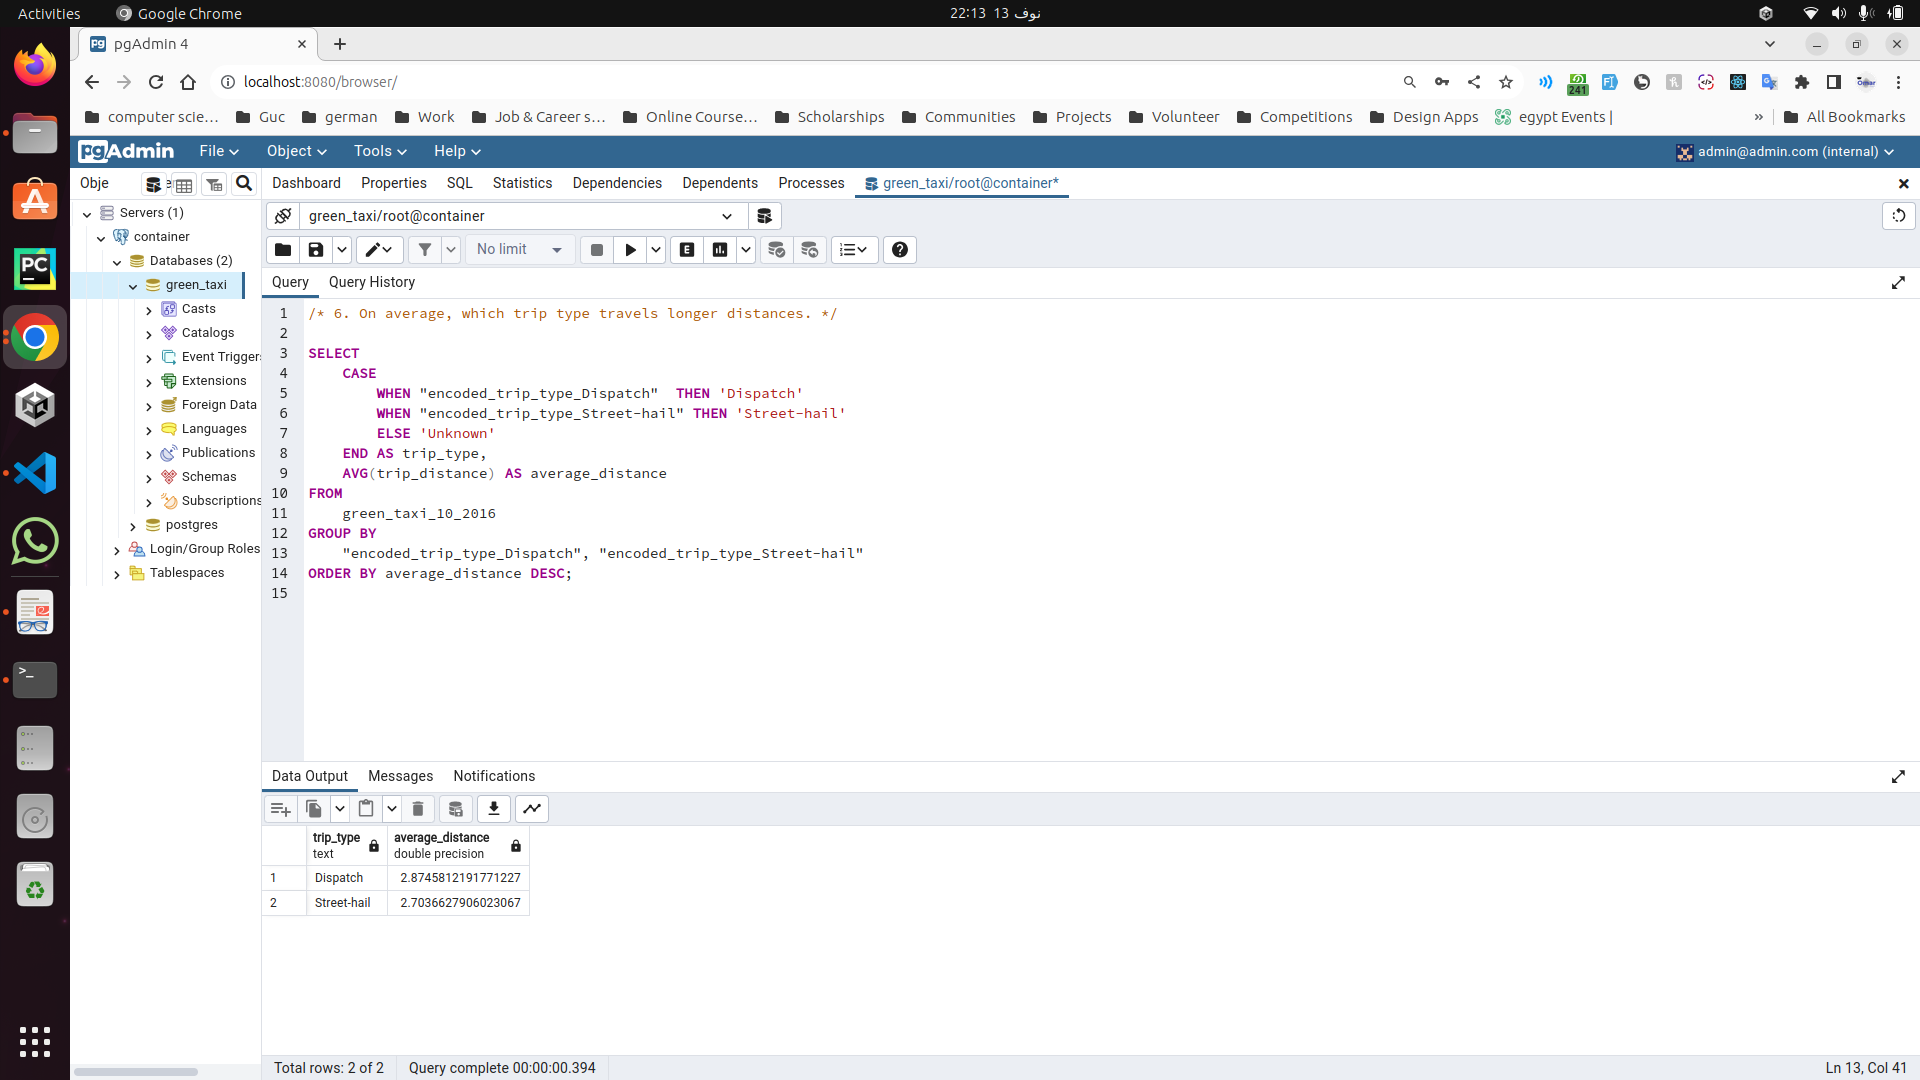 Activities
Google Chrome
22:13 13 نوف
pgAdmin 4
localhost:8080/browser/
241
computer scie...
Guc
german
Work
Job & Career s...
Online Course...
Scholarships
Communities
Projects
Volunteer
Competitions
Design Apps
egypt Events |
»
All Bookmarks
pgAdmin
File
Object
Tools
Help
admin@admin.com (internal)
Obje
Dashboard
Properties
SQL
Statistics
Dependencies
Dependents
Processes
green_taxi/root@container*
Servers (1)
container
Databases (2)
green_taxi
Casts
Catalogs
Event Triggers
Extensions
Foreign Data
Languages
Publications
Schemas
Subscriptions
postgres
Login/Group Roles
Tablespaces
green_taxi/root@container
No limit
Query
Query History
1 /* 6. On average, which trip type travels longer distances. */
2
3 SELECT
4 CASE
5 WHEN "encoded_trip_type_Dispatch"  THEN 'Dispatch'
6 WHEN "encoded_trip_type_Street-hail" THEN 'Street-hail'
7 ELSE 'Unknown'
8 END AS trip_type,
9 AVG(trip_distance) AS average_distance
10 FROM
11 green_taxi_10_2016
12 GROUP BY
13 "encoded_trip_type_Dispatch", "encoded_trip_type_Street-hail"
14 ORDER BY average_distance DESC;
15
Data Output
Messages
Notifications
trip_type
text
average_distance
double precision
1 Dispatch 2.8745812191771227
2 Street-hail 2.7036627906023067
Total rows: 2 of 2
Query complete 00:00:00.394
Ln 13, Col 41